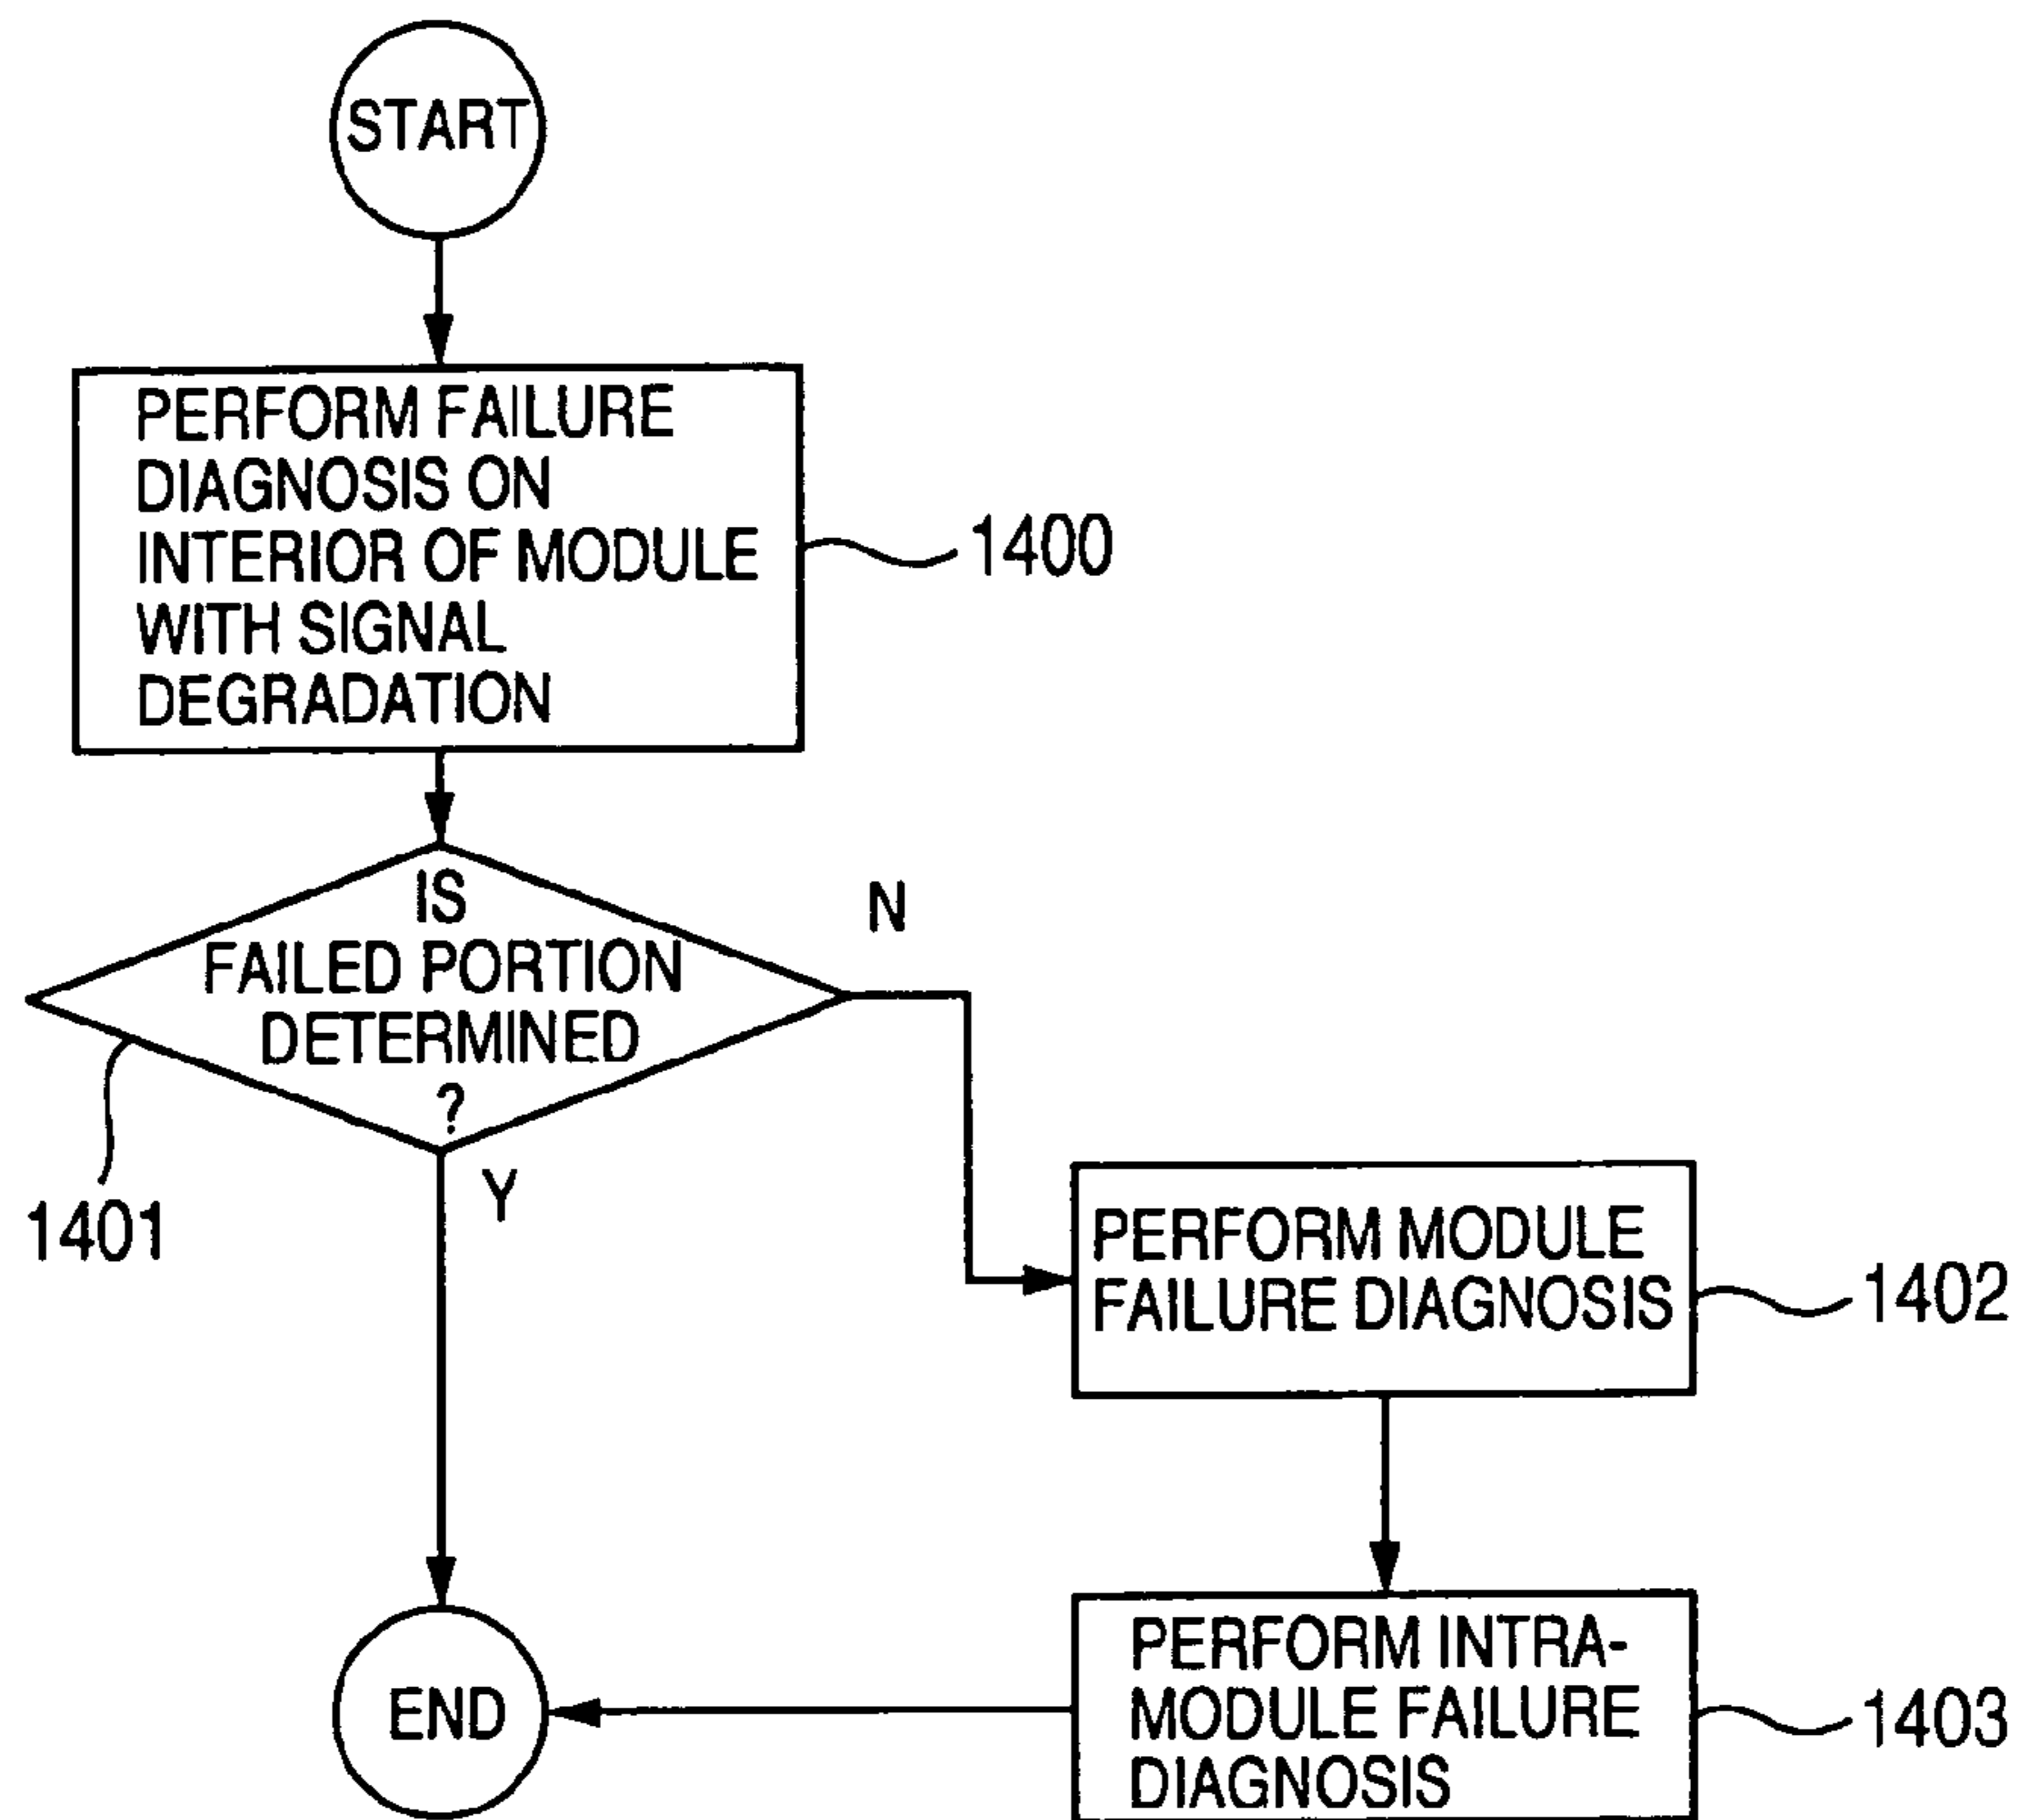 START
PERFORM FAILURE
DIAGNOSIS ON
INTERIOR OF MODULE
WITH SIGNAL
DEGRADATION
1400
IS
FAILED PORTION
DETERMINED
?
N
Y
1401
PERFORM MODULE
FAILURE DIAGNOSIS
1402
PERFORM INTRA-
MODULE FAILURE
DIAGNOSIS
1403
END